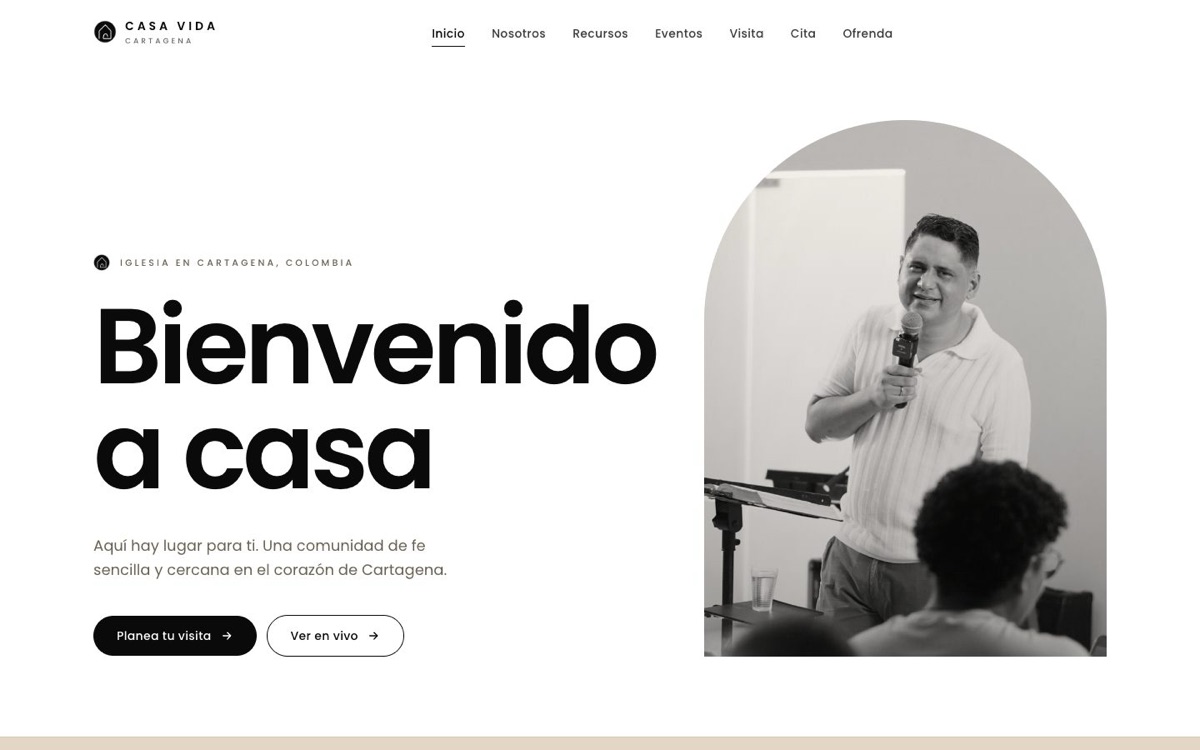 CASA VIDA
CARTAGENA
Inicio Nosotros Recursos Eventos Visita Cita Ofrenda
IGLESIA EN CARTAGENA, COLOMBIA
Bienvenido
a casa
Aquí hay lugar para ti. Una comunidad de fe
sencilla y cercana en el corazón de Cartagena.
Planea tu visita → Ver en vivo →